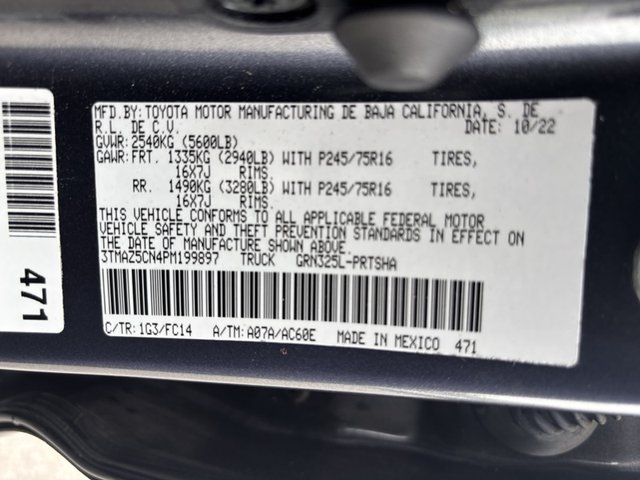 MFD.BY: TOYOTA MOTOR MANUFACTURING DE BAJA CALIFORNIA, S. DE
R.L. DE C.V. DATE: 10/22
GVWR: 2540KG (5600LB)
GAWR: FRT. 1335KG (2940LB) WITH P245/75R16 TIRES,
16X7J RIMS.
RR. 1490KG (3280LB) WITH P245/75R16 TIRES,
16X7J RIMS.
THIS VEHICLE CONFORMS TO ALL APPLICABLE FEDERAL MOTOR
VEHICLE SAFETY AND THEFT PREVENTION STANDARDS IN EFFECT ON
THE DATE OF MANUFACTURE SHOWN ABOVE.
3TMAZ5CN4PM199897 TRUCK GRN325L-PRTSHA
C/TR: 1G3/FC14 A/TM: A07A/AC60E MADE IN MEXICO 471
471